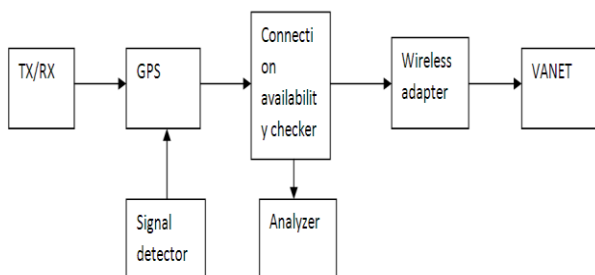 TX/RX
GPS
Connecti
on
availabilit
y checker
Wireless
adapter
VANET
Signal
detector
Analyzer